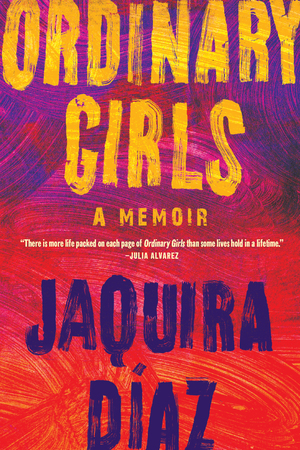 ORDINARY
GIRLS
A MEMOIR
“There is more life packed on each page of Ordinary Girls than some lives hold in a lifetime.”
–JULIA ALVAREZ
JAQUIRA
DÍAZ